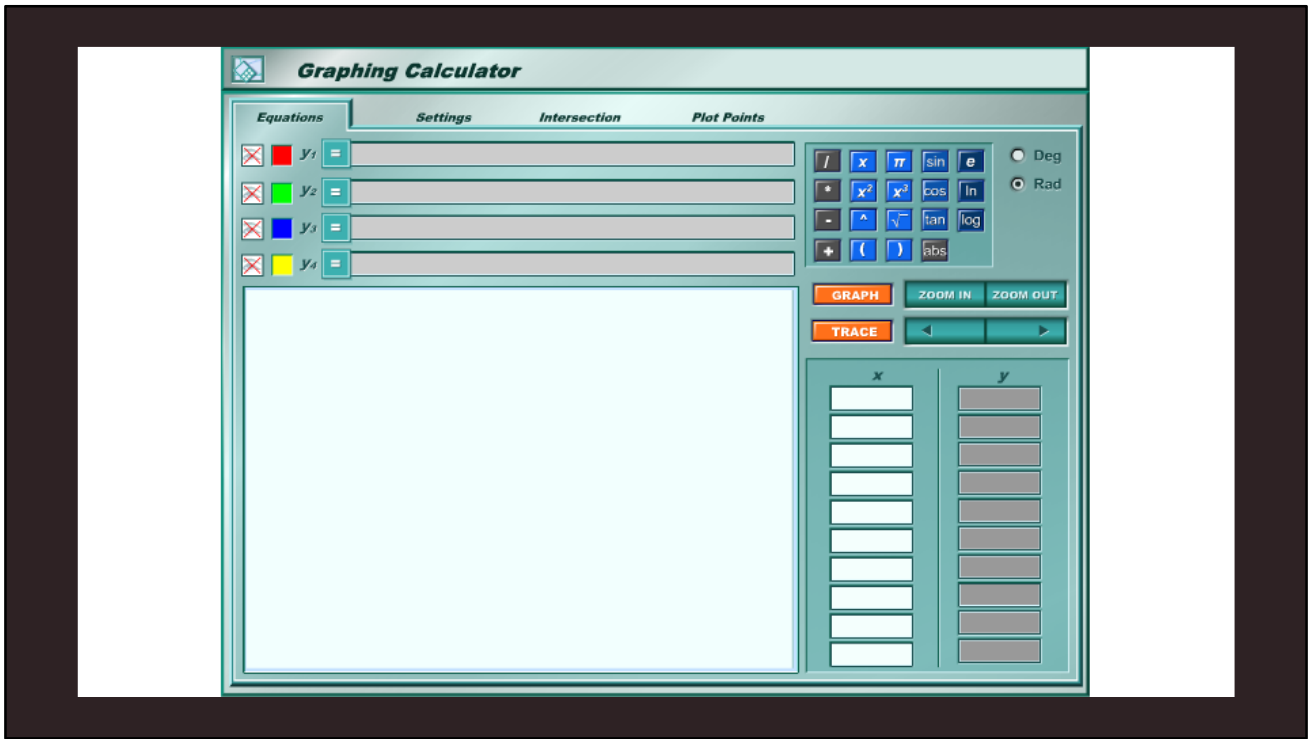 Graphing Calculator
Equations Settings Intersection Plot Points
y1 =
y2 =
y3 =
y4 =
/ x π sin e
* x² x³ cos ln
- ^ √ tan log
+ ( ) abs
Deg
Rad
GRAPH ZOOM IN ZOOM OUT
TRACE
x y